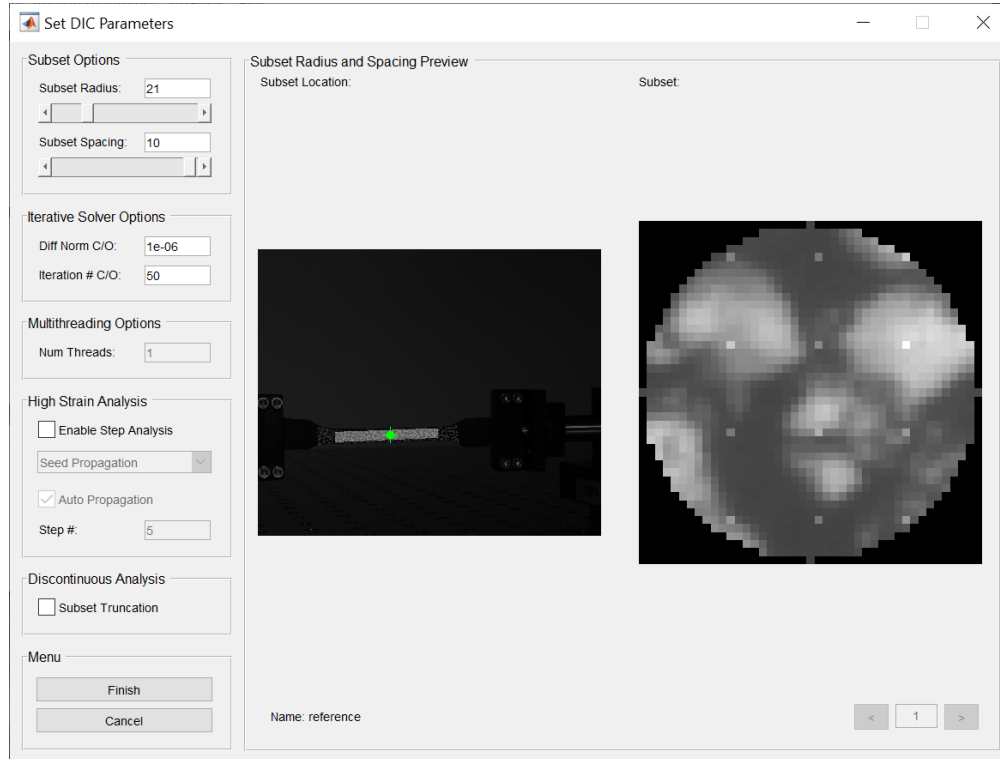 Set DIC Parameters
Subset Options
Subset Radius: 21
Subset Spacing: 10
Iterative Solver Options
Diff Norm C/O: 1e-06
Iteration # C/O: 50
Multithreading Options
Num Threads: 1
High Strain Analysis
Enable Step Analysis
Seed Propagation
Auto Propagation
Step #: 5
Discontinuous Analysis
Subset Truncation
Menu
Finish
Cancel
Subset Radius and Spacing Preview
Subset Location:
Subset:
Name: reference
< 1 >